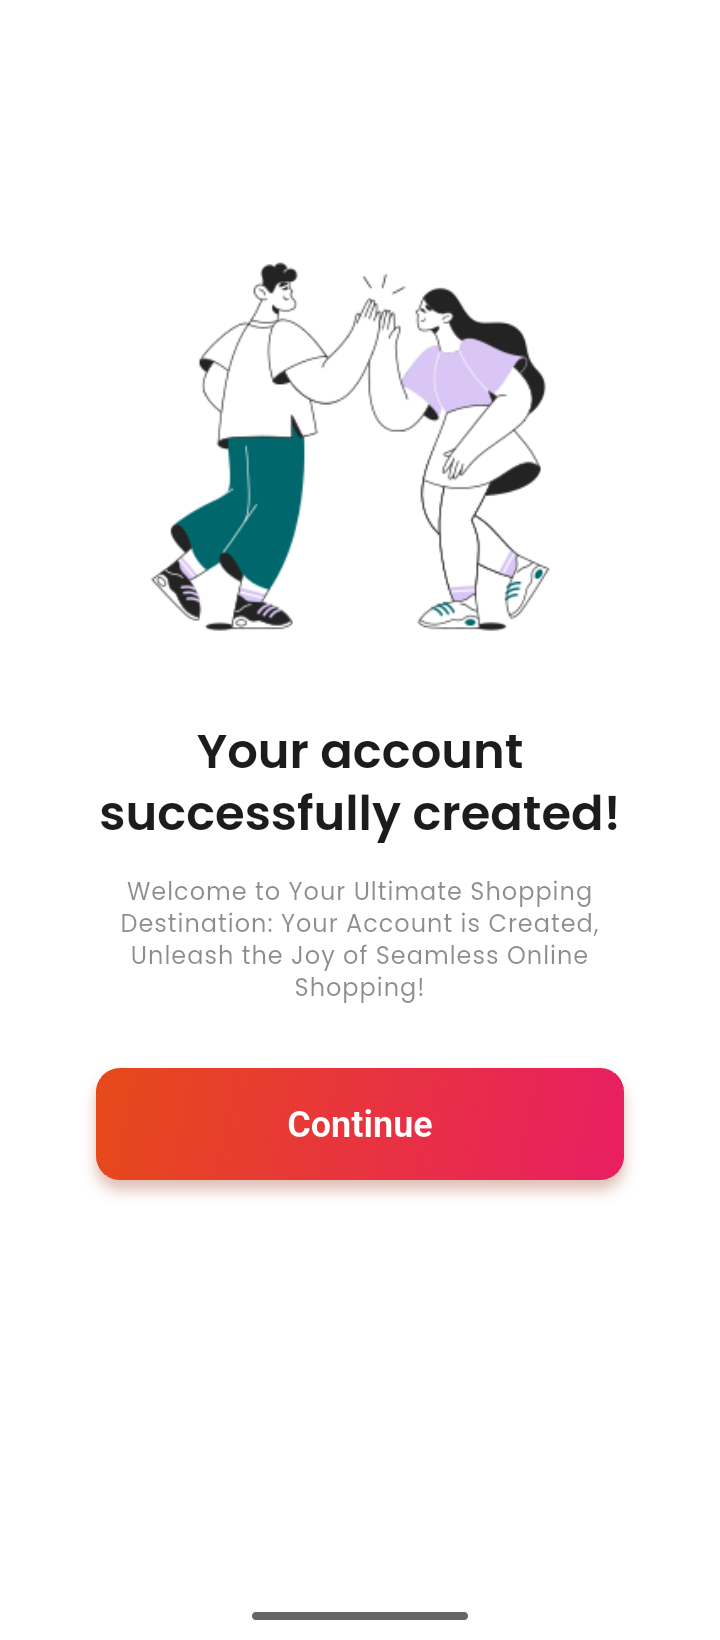 Your account
successfully created!
Welcome to Your Ultimate Shopping
Destination: Your Account is Created,
Unleash the Joy of Seamless Online
Shopping!
Continue